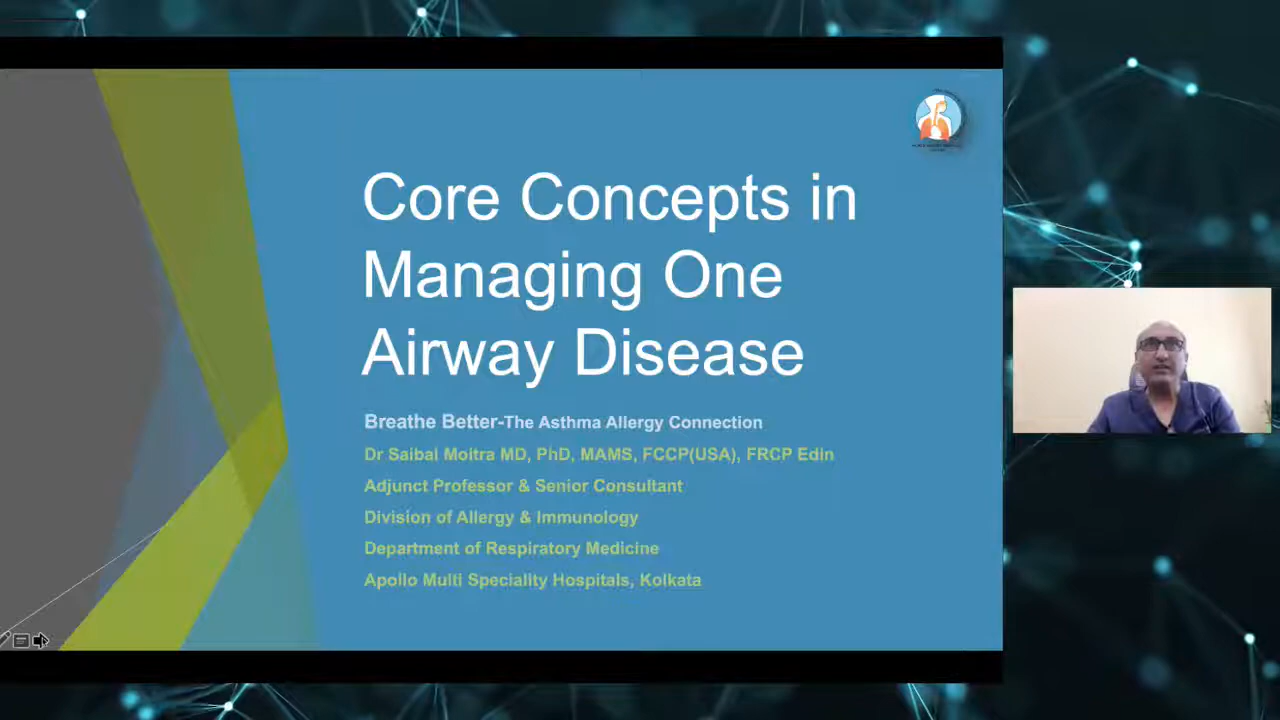 Core Concepts in
Managing One
Airway Disease
Breathe Better-The Asthma Allergy Connection
Dr Saibal Moitra MD, PhD, MAMS, FCCP(USA), FRCP Edin
Adjunct Professor & Senior Consultant
Division of Allergy & Immunology
Department of Respiratory Medicine
Apollo Multi Speciality Hospitals, Kolkata